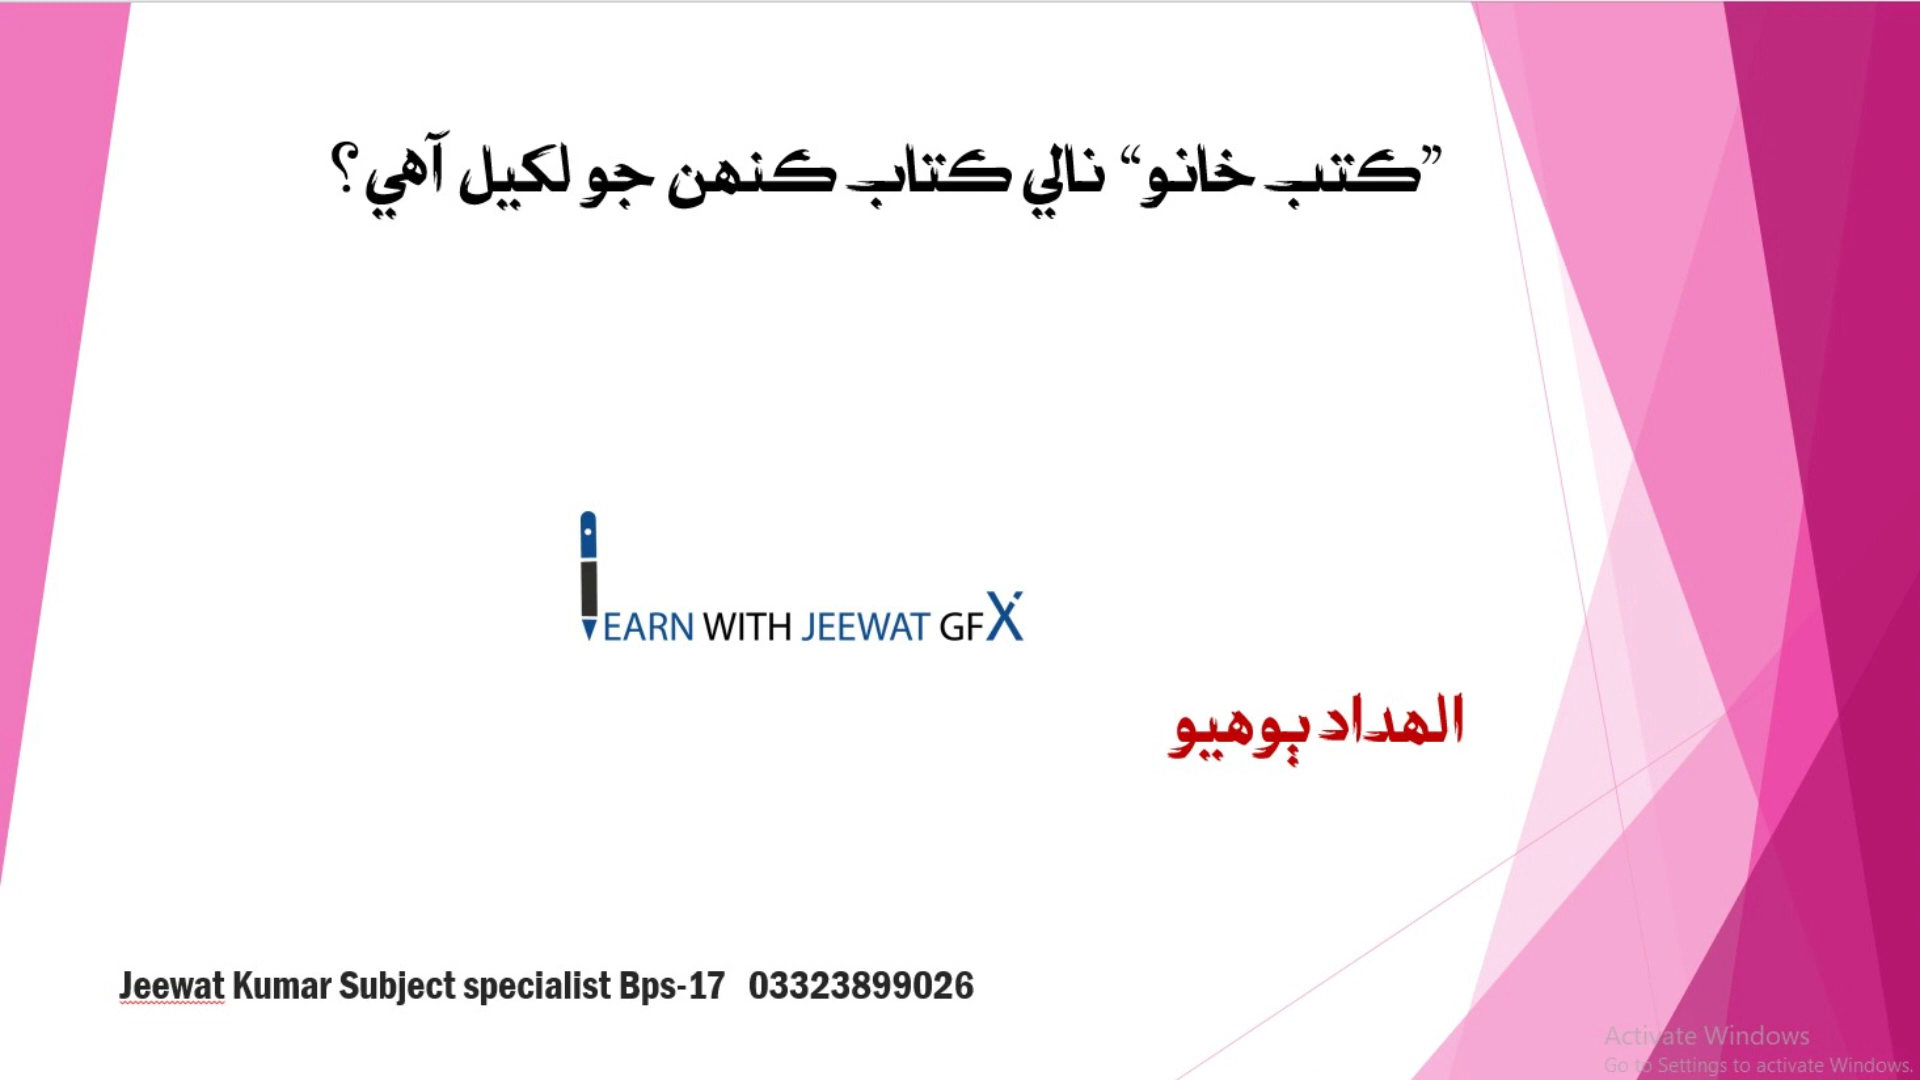 ”ڪتب خانو“ نالي ڪتاب ڪنهن جو لکيل آهي؟
LEARN WITH JEEWAT GFX
الهداد ٻوهيو
Jeewat Kumar Subject specialist Bps-17 03323899026
Activate Windows
Go to Settings to activate Windows.